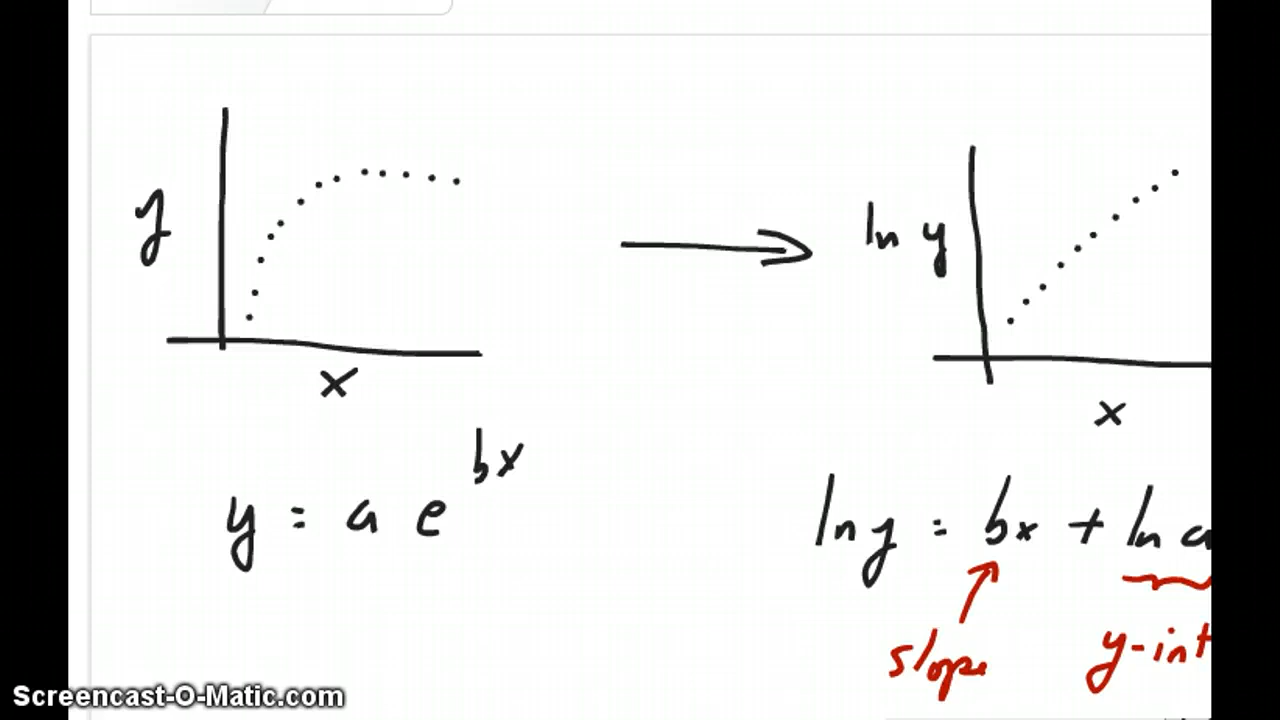 y
x
y = a e^{bx}
ln y
x
ln y = bx + ln a
slope
y-int
Screencast-O-Matic.com